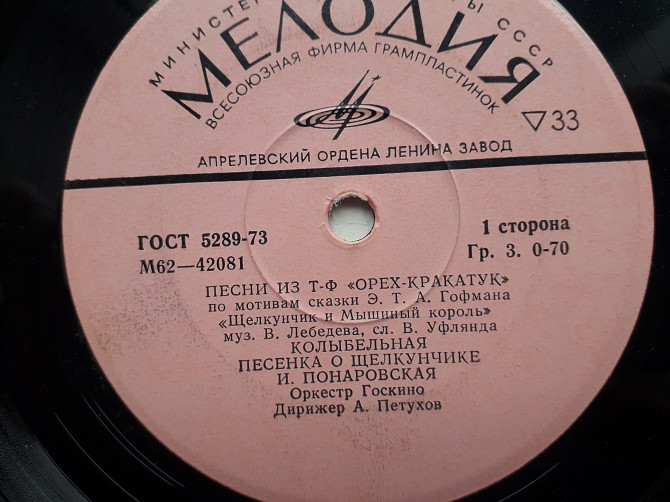 МИНИСТЕ Ы СССР
МЕЛОДИЯ
ВСЕСОЮЗНАЯ ФИРМА ГРАМПЛАСТИНОК
▽33
АПРЕЛЕВСКИЙ ОРДЕНА ЛЕНИНА ЗАВОД
ГОСТ 5289-73
М62—42081
1 сторона
Гр. 3. 0-70
ПЕСНИ ИЗ Т-Ф «ОРЕХ-КРАКАТУК»
по мотивам сказки Э. Т. А. Гофмана
«Щелкунчик и Мышиный король»
муз. В. Лебедева, сл. В. Уфлянда
КОЛЫБЕЛЬНАЯ
ПЕСЕНКА О ЩЕЛКУНЧИКЕ
И. ПОНАРОВСКАЯ
Оркестр Госкино
Дирижер А. Петухов